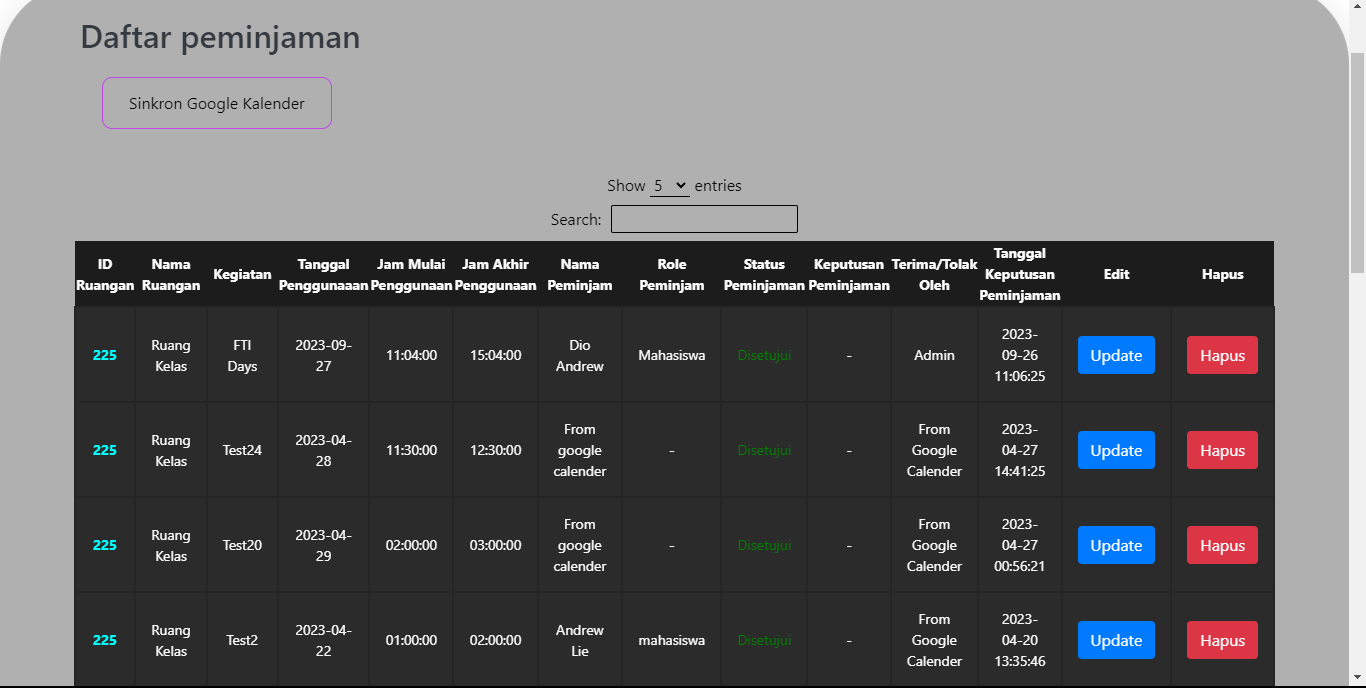 Daftar peminjaman
Sinkron Google Kalender
Show 5 entries
Search:
ID Ruangan Nama Ruangan Kegiatan Tanggal Penggunaaan Jam Mulai Penggunaan Jam Akhir Penggunaan Nama Peminjam Role Peminjam Status Peminjaman Keputusan Peminjaman Terima/Tolak Oleh Tanggal Keputusan Peminjaman Edit Hapus
225 Ruang Kelas FTI Days 2023-09-27 11:04:00 15:04:00 Dio Andrew Mahasiswa Disetujui - Admin 2023-09-26 11:06:25 Update Hapus
225 Ruang Kelas Test24 2023-04-28 11:30:00 12:30:00 From google calender - Disetujui - From Google Calender 2023-04-27 14:41:25 Update Hapus
225 Ruang Kelas Test20 2023-04-29 02:00:00 03:00:00 From google calender - Disetujui - From Google Calender 2023-04-27 00:56:21 Update Hapus
225 Ruang Kelas Test2 2023-04-22 01:00:00 02:00:00 Andrew Lie mahasiswa Disetujui - From Google Calender 2023-04-20 13:35:46 Update Hapus